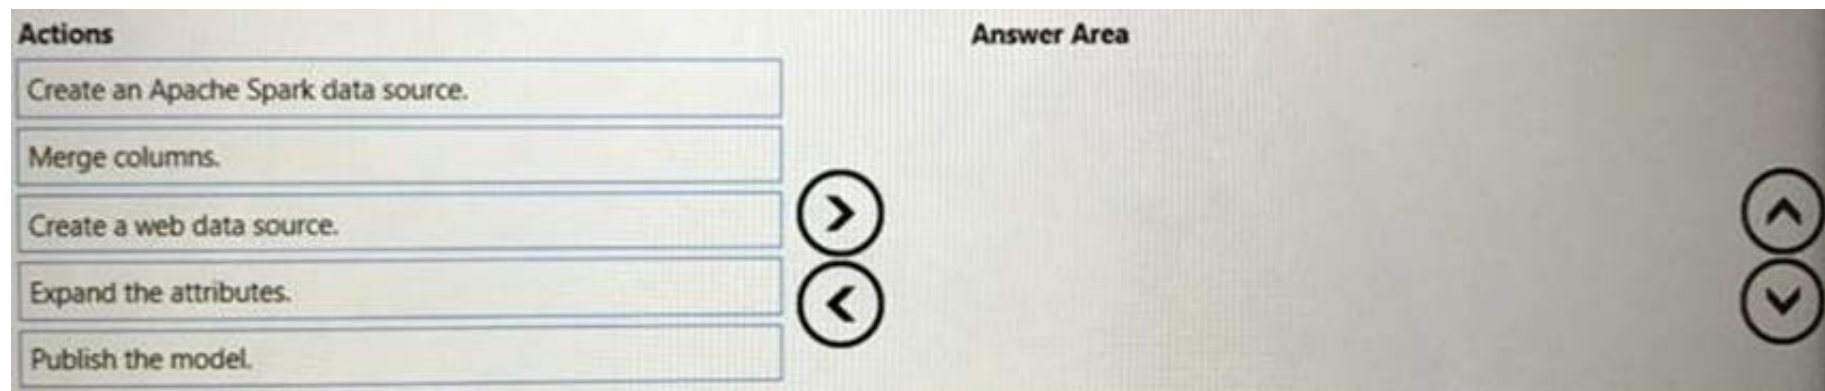 Actions
Answer Area
Create an Apache Spark data source.
Merge columns.
Create a web data source.
Expand the attributes.
Publish the model.